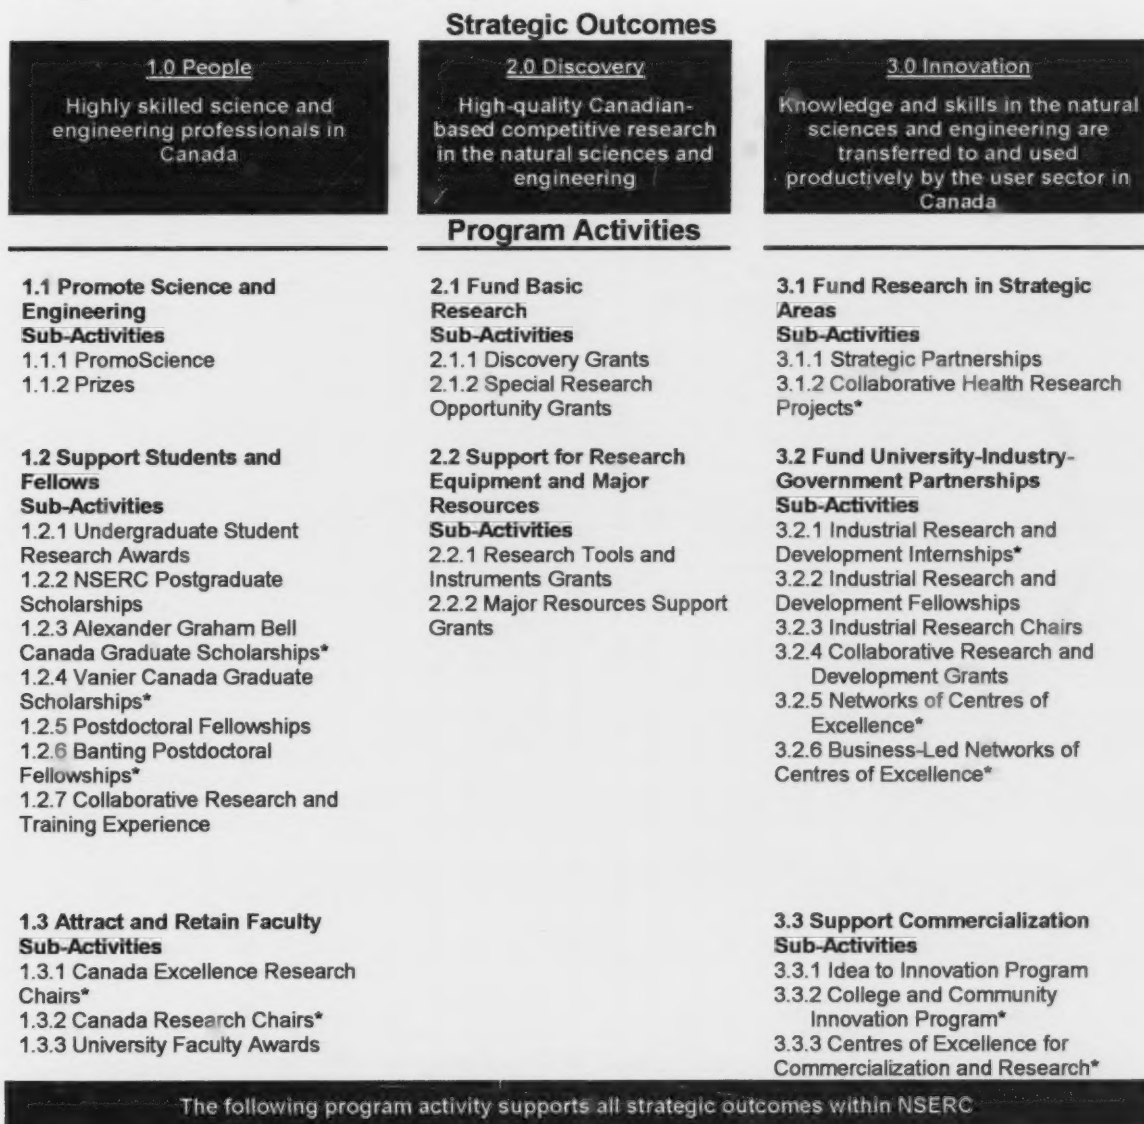 Strategic Outcomes
1.0 People
Highly skilled science and
engineering professionals in
Canada
2.0 Discovery
High-quality Canadian-
based competitive research
in the natural sciences and
engineering
3.0 Innovation
Knowledge and skills in the natural
sciences and engineering are
transferred to and used
productively by the user sector in
Canada
Program Activities
1.1 Promote Science and
Engineering
Sub-Activities
1.1.1 PromoScience
1.1.2 Prizes
1.2 Support Students and
Fellows
Sub-Activities
1.2.1 Undergraduate Student
Research Awards
1.2.2 NSERC Postgraduate
Scholarships
1.2.3 Alexander Graham Bell
Canada Graduate Scholarships*
1.2.4 Vanier Canada Graduate
Scholarships*
1.2.5 Postdoctoral Fellowships
1.2.6 Banting Postdoctoral
Fellowships*
1.2.7 Collaborative Research and
Training Experience
1.3 Attract and Retain Faculty
Sub-Activities
1.3.1 Canada Excellence Research
Chairs*
1.3.2 Canada Research Chairs*
1.3.3 University Faculty Awards
2.1 Fund Basic
Research
Sub-Activities
2.1.1 Discovery Grants
2.1.2 Special Research
Opportunity Grants
2.2 Support for Research
Equipment and Major
Resources
Sub-Activities
2.2.1 Research Tools and
Instruments Grants
2.2.2 Major Resources Support
Grants
3.1 Fund Research in Strategic
Areas
Sub-Activities
3.1.1 Strategic Partnerships
3.1.2 Collaborative Health Research
Projects*
3.2 Fund University-Industry-
Government Partnerships
Sub-Activities
3.2.1 Industrial Research and
Development Internships*
3.2.2 Industrial Research and
Development Fellowships
3.2.3 Industrial Research Chairs
3.2.4 Collaborative Research and
Development Grants
3.2.5 Networks of Centres of
Excellence*
3.2.6 Business-Led Networks of
Centres of Excellence*
3.3 Support Commercialization
Sub-Activities
3.3.1 Idea to Innovation Program
3.3.2 College and Community
Innovation Program*
3.3.3 Centres of Excellence for
Commercialization and Research*
The following program activity supports all strategic outcomes within NSERC